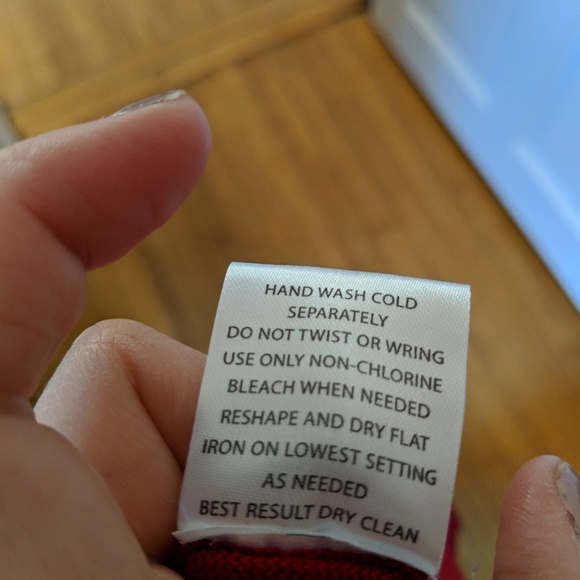 HAND WASH COLD
SEPARATELY
DO NOT TWIST OR WRING
USE ONLY NON-CHLORINE
BLEACH WHEN NEEDED
RESHAPE AND DRY FLAT
IRON ON LOWEST SETTING
AS NEEDED
BEST RESULT DRY CLEAN